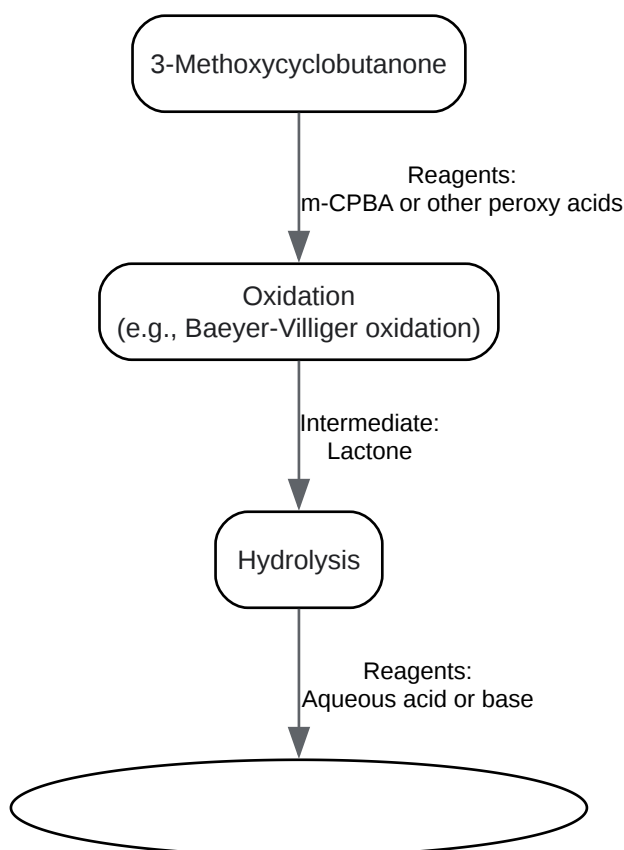 3-Methoxycyclobutanone
Reagents:
m-CPBA or other peroxy acids
Oxidation
(e.g., Baeyer-Villiger oxidation)
Intermediate:
Lactone
Hydrolysis
Reagents:
Aqueous acid or base